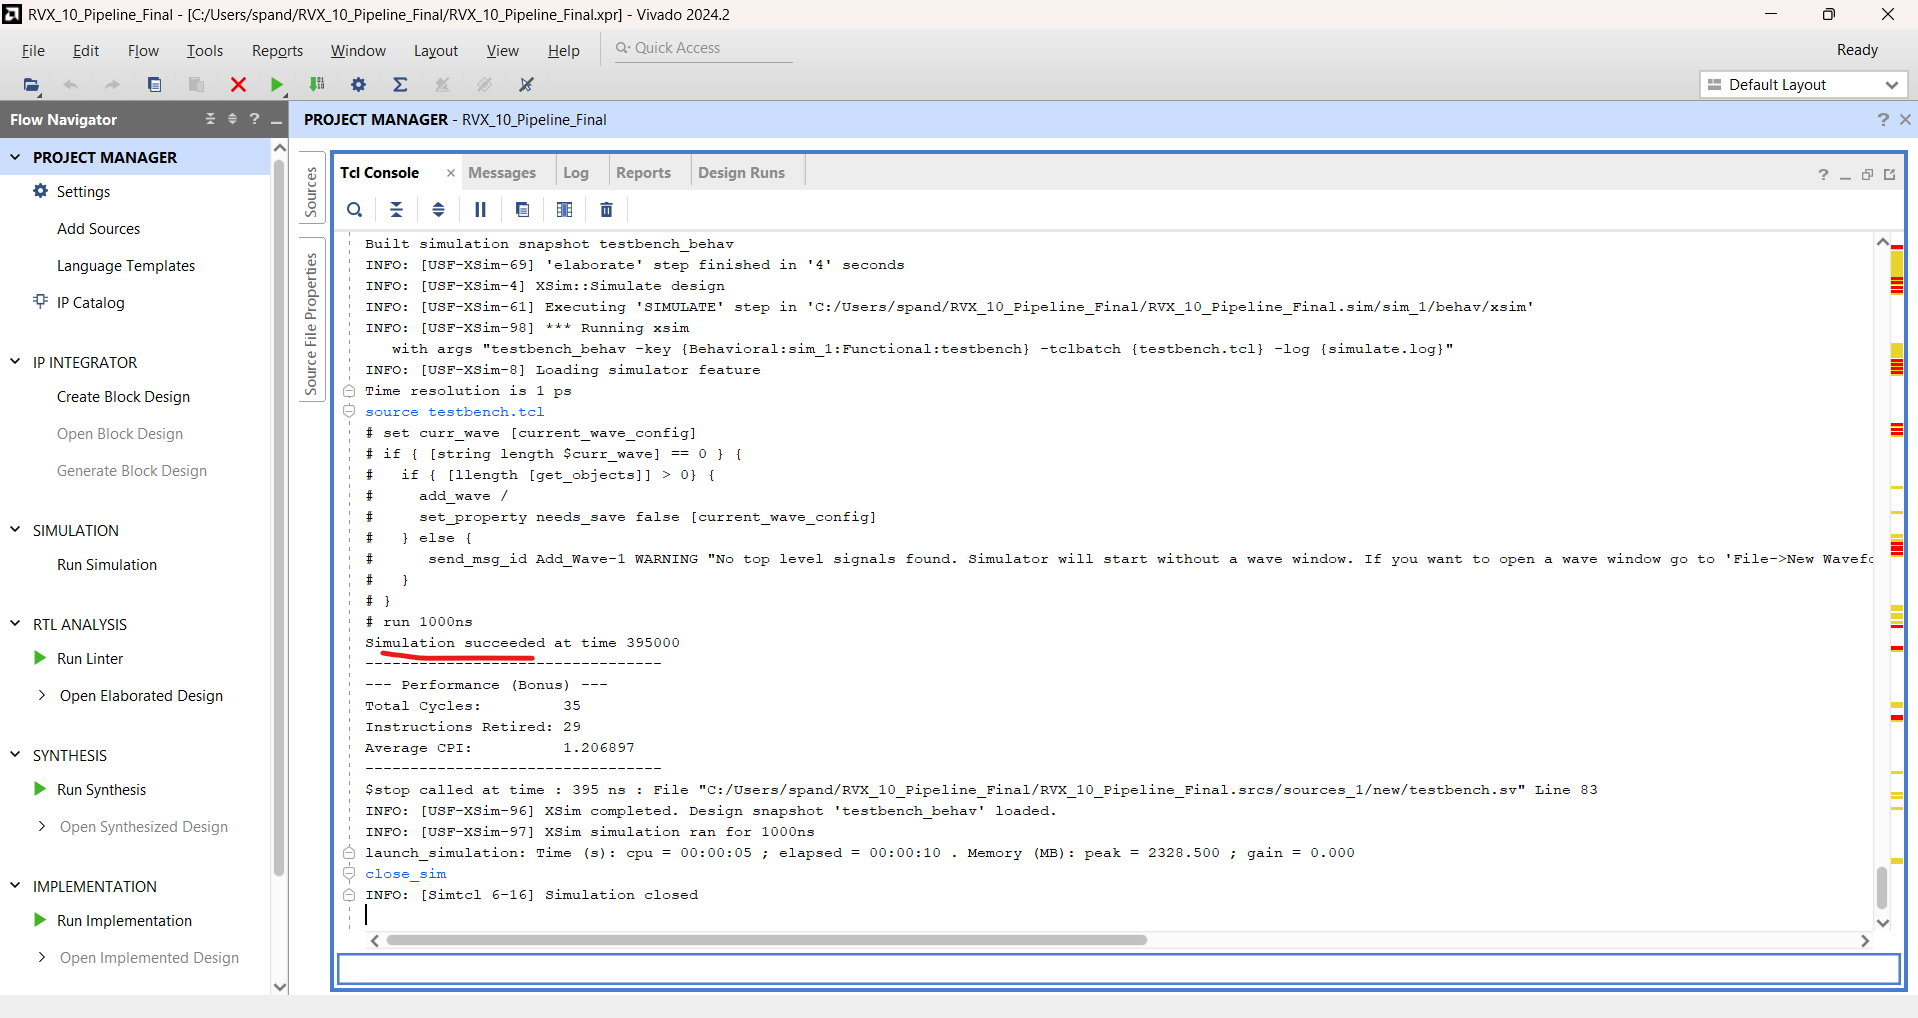 RVX_10_Pipeline_Final - [C:/Users/spand/RVX_10_Pipeline_Final/RVX_10_Pipeline_Final.xpr] - Vivado 2024.2
File Edit Flow Tools Reports Window Layout View Help Quick Access
Ready
Default Layout
Flow Navigator
PROJECT MANAGER
Settings
Add Sources
Language Templates
IP Catalog
IP INTEGRATOR
Create Block Design
Open Block Design
Generate Block Design
SIMULATION
Run Simulation
RTL ANALYSIS
Run Linter
Open Elaborated Design
SYNTHESIS
Run Synthesis
Open Synthesized Design
IMPLEMENTATION
Run Implementation
Open Implemented Design
PROJECT MANAGER - RVX_10_Pipeline_Final
Sources
Source File Properties
Tcl Console Messages Log Reports Design Runs
Built simulation snapshot testbench_behav
INFO: [USF-XSim-69] 'elaborate' step finished in '4' seconds
INFO: [USF-XSim-4] XSim::Simulate design
INFO: [USF-XSim-61] Executing 'SIMULATE' step in 'C:/Users/spand/RVX_10_Pipeline_Final/RVX_10_Pipeline_Final.sim/sim_1/behav/xsim'
INFO: [USF-XSim-98] *** Running xsim
with args "testbench_behav -key {Behavioral:sim_1:Functional:testbench} -tclbatch {testbench.tcl} -log {simulate.log}"
INFO: [USF-XSim-8] Loading simulator feature
Time resolution is 1 ps
source testbench.tcl
# set curr_wave [current_wave_config]
# if { [string length $curr_wave] == 0 } {
#   if { [llength [get_objects]] > 0} {
#     add_wave /
#     set_property needs_save false [current_wave_config]
#   } else {
#      send_msg_id Add_Wave-1 WARNING "No top level signals found. Simulator will start without a wave window. If you want to open a wave window go to 'File->New Wavefo
#   }
# }
# run 1000ns
Simulation succeeded at time 395000
---------------------------------
--- Performance (Bonus) ---
Total Cycles:         35
Instructions Retired: 29
Average CPI:          1.206897
---------------------------------
$stop called at time : 395 ns : File "C:/Users/spand/RVX_10_Pipeline_Final/RVX_10_Pipeline_Final.srcs/sources_1/new/testbench.sv" Line 83
INFO: [USF-XSim-96] XSim completed. Design snapshot 'testbench_behav' loaded.
INFO: [USF-XSim-97] XSim simulation ran for 1000ns
launch_simulation: Time (s): cpu = 00:00:05 ; elapsed = 00:00:10 . Memory (MB): peak = 2328.500 ; gain = 0.000
close_sim
INFO: [Simtcl 6-16] Simulation closed